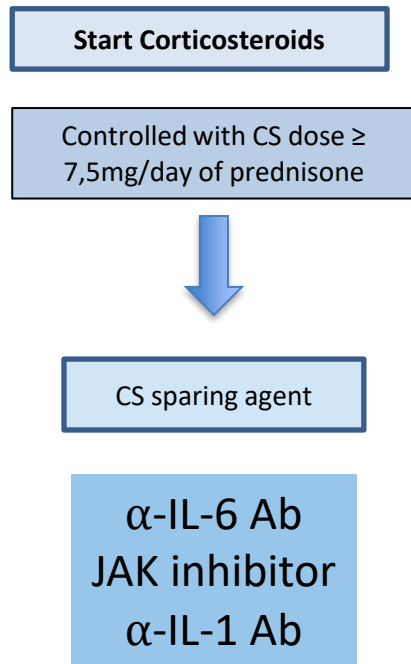 Start Corticosteroids
Controlled with CS dose ≥
7,5mg/day of prednisone
CS sparing agent
α-IL-6 Ab
JAK inhibitor
α-IL-1 Ab